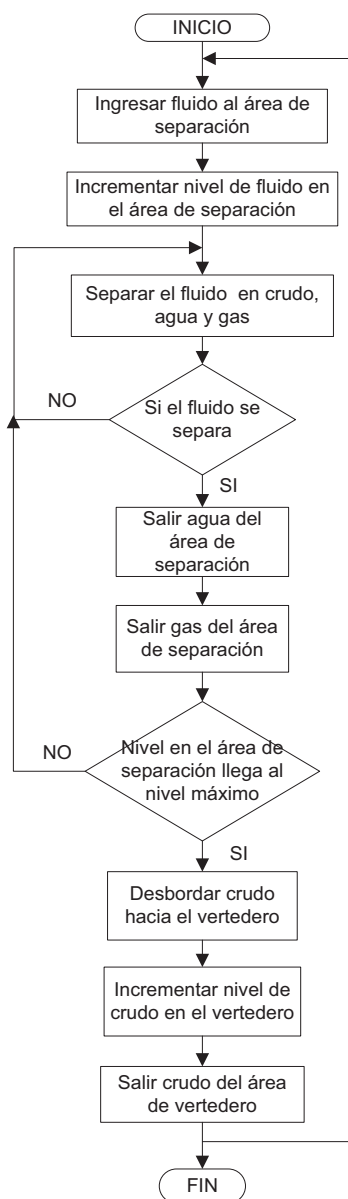 INICIO
Ingresar fluido al área de
separación
Incrementar nivel de fluido en
el área de separación
Separar el fluido en crudo,
agua y gas
NO
Si el fluido se
separa
SI
Salir agua del
área de
separación
Salir gas del área
de separación
NO
Nivel en el área de
separación llega al
nivel máximo
SI
Desbordar crudo
hacia el vertedero
Incrementar nivel de
crudo en el vertedero
Salir crudo del área
de vertedero
FIN